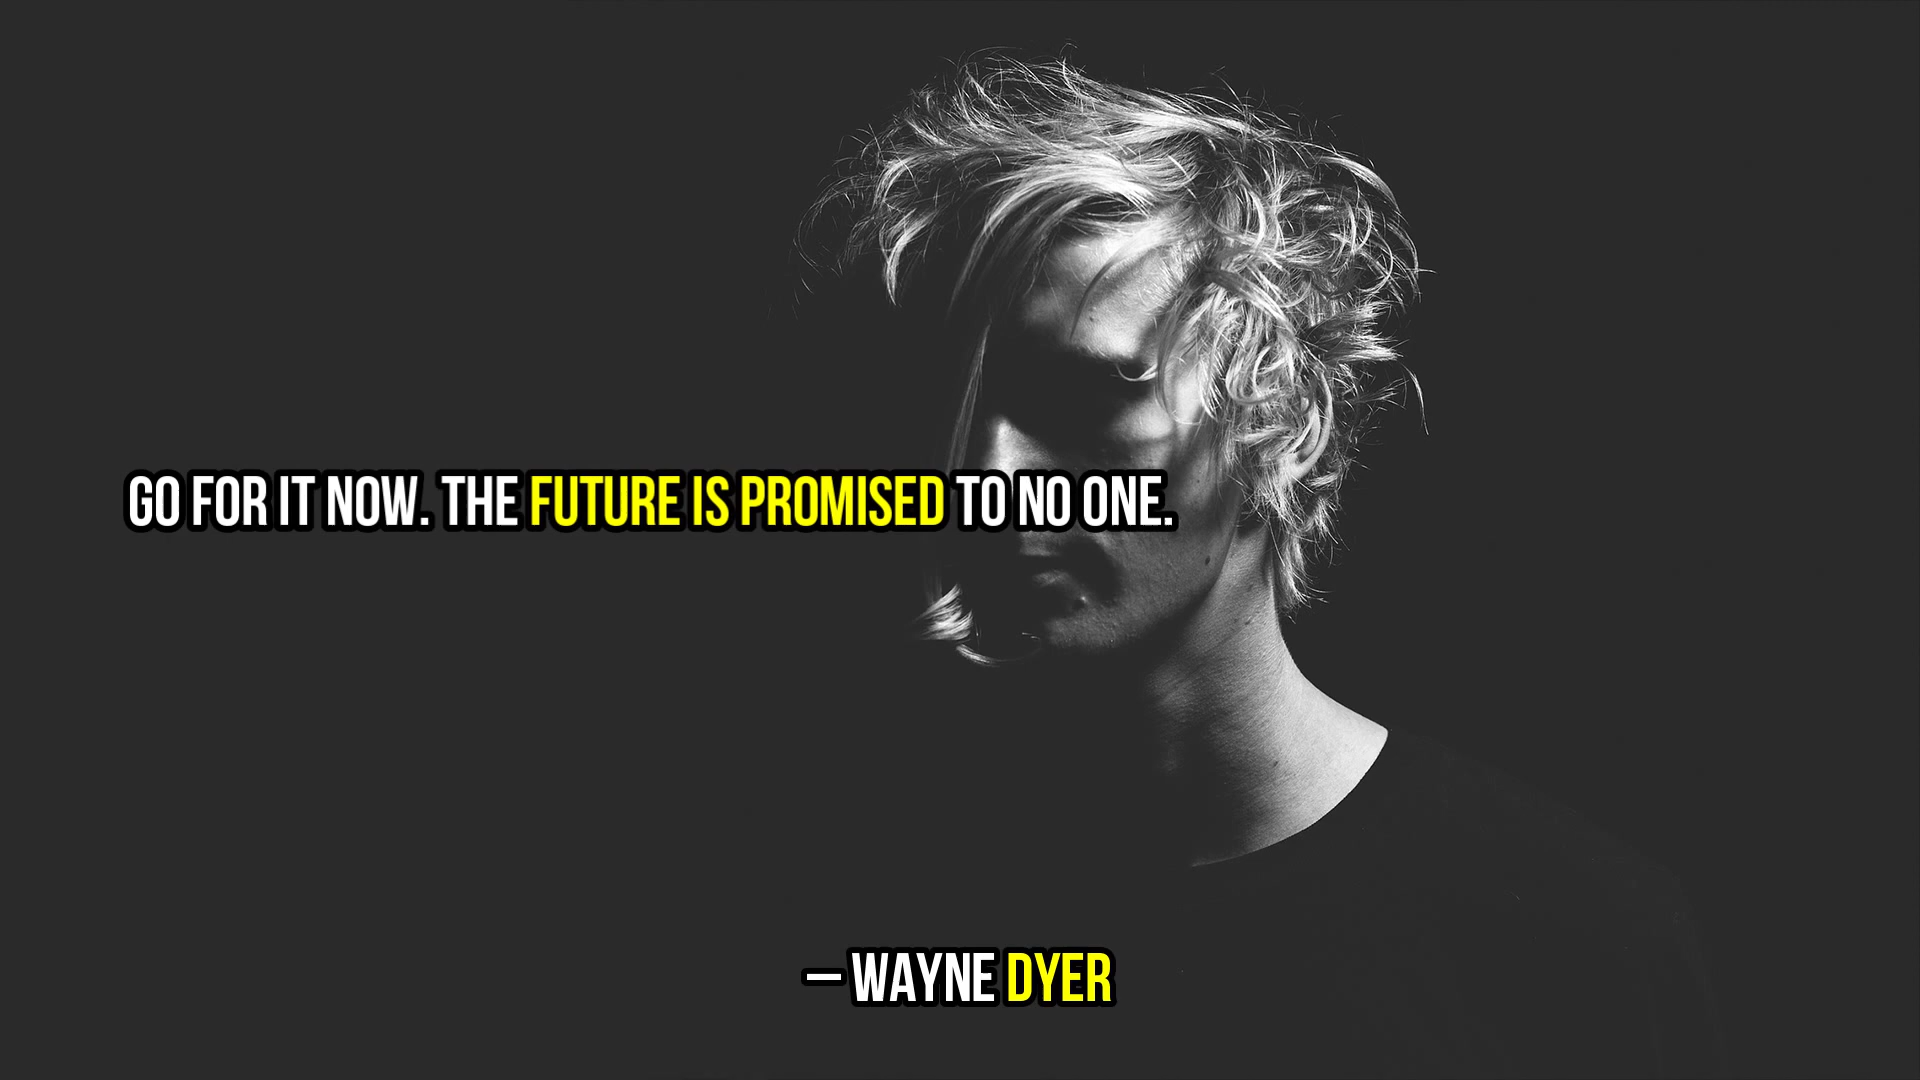 GO FOR IT NOW. THE FUTURE IS PROMISED TO NO ONE.
– WAYNE DYER